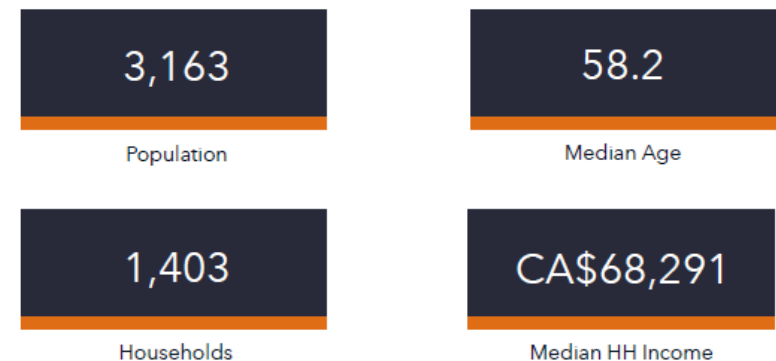 3,163
Population
58.2
Median Age
1,403
Households
CA$68,291
Median HH Income